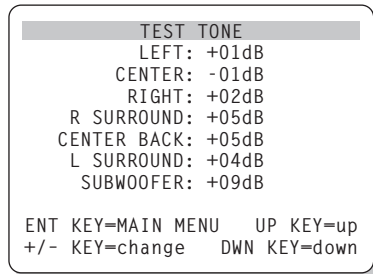 TEST TONE
LEFT: +01dB
CENTER: -01dB
RIGHT: +02dB
R SURROUND: +05dB
CENTER BACK: +05dB
L SURROUND: +04dB
SUBWOOFER: +09dB
ENT KEY=MAIN MENU UP KEY=up
+/- KEY=change DWN KEY=down